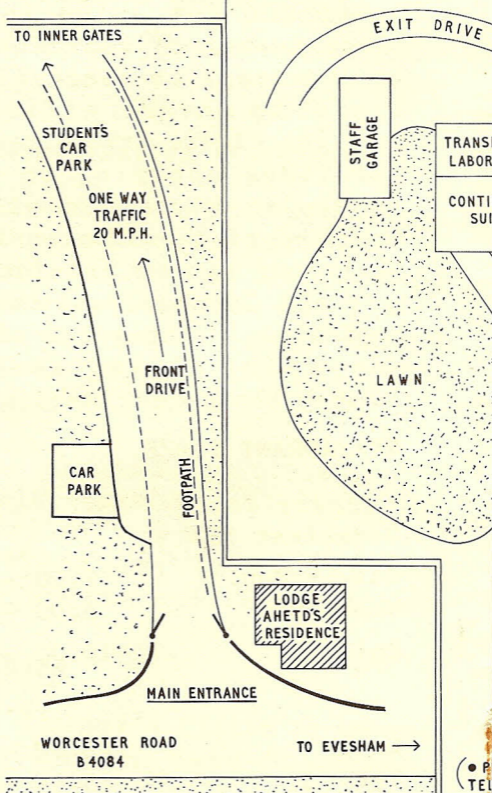 TO INNER GATES
EXIT DRIVE
STUDENTS
CAR
PARK
STAFF
GARAGE
ONE WAY
TRAFFIC
20 M.P.H.
FRONT
DRIVE
LAWN
CAR
PARK
FOOTPATH
LODGE
AHETD'S
RESIDENCE
MAIN ENTRANCE
WORCESTER ROAD
B 4084
TO EVESHAM